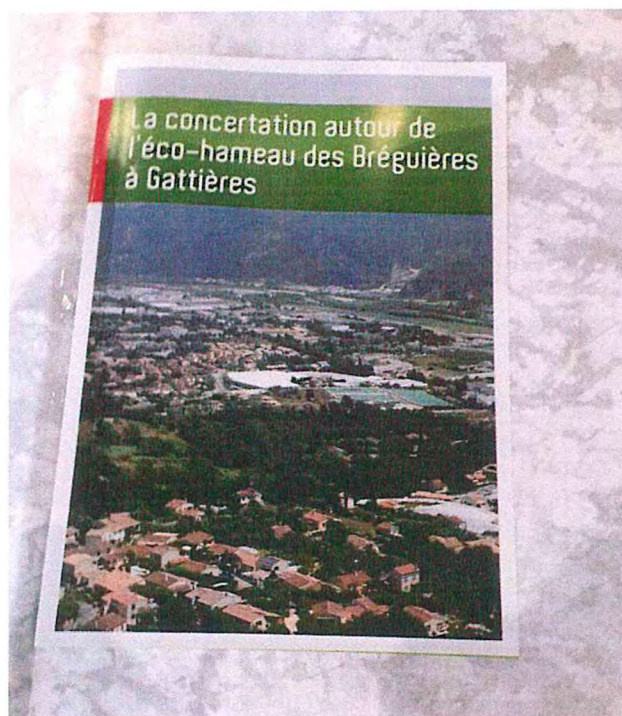 La concertation autour de
l'éco-hameau des Bréguières
à Gattières